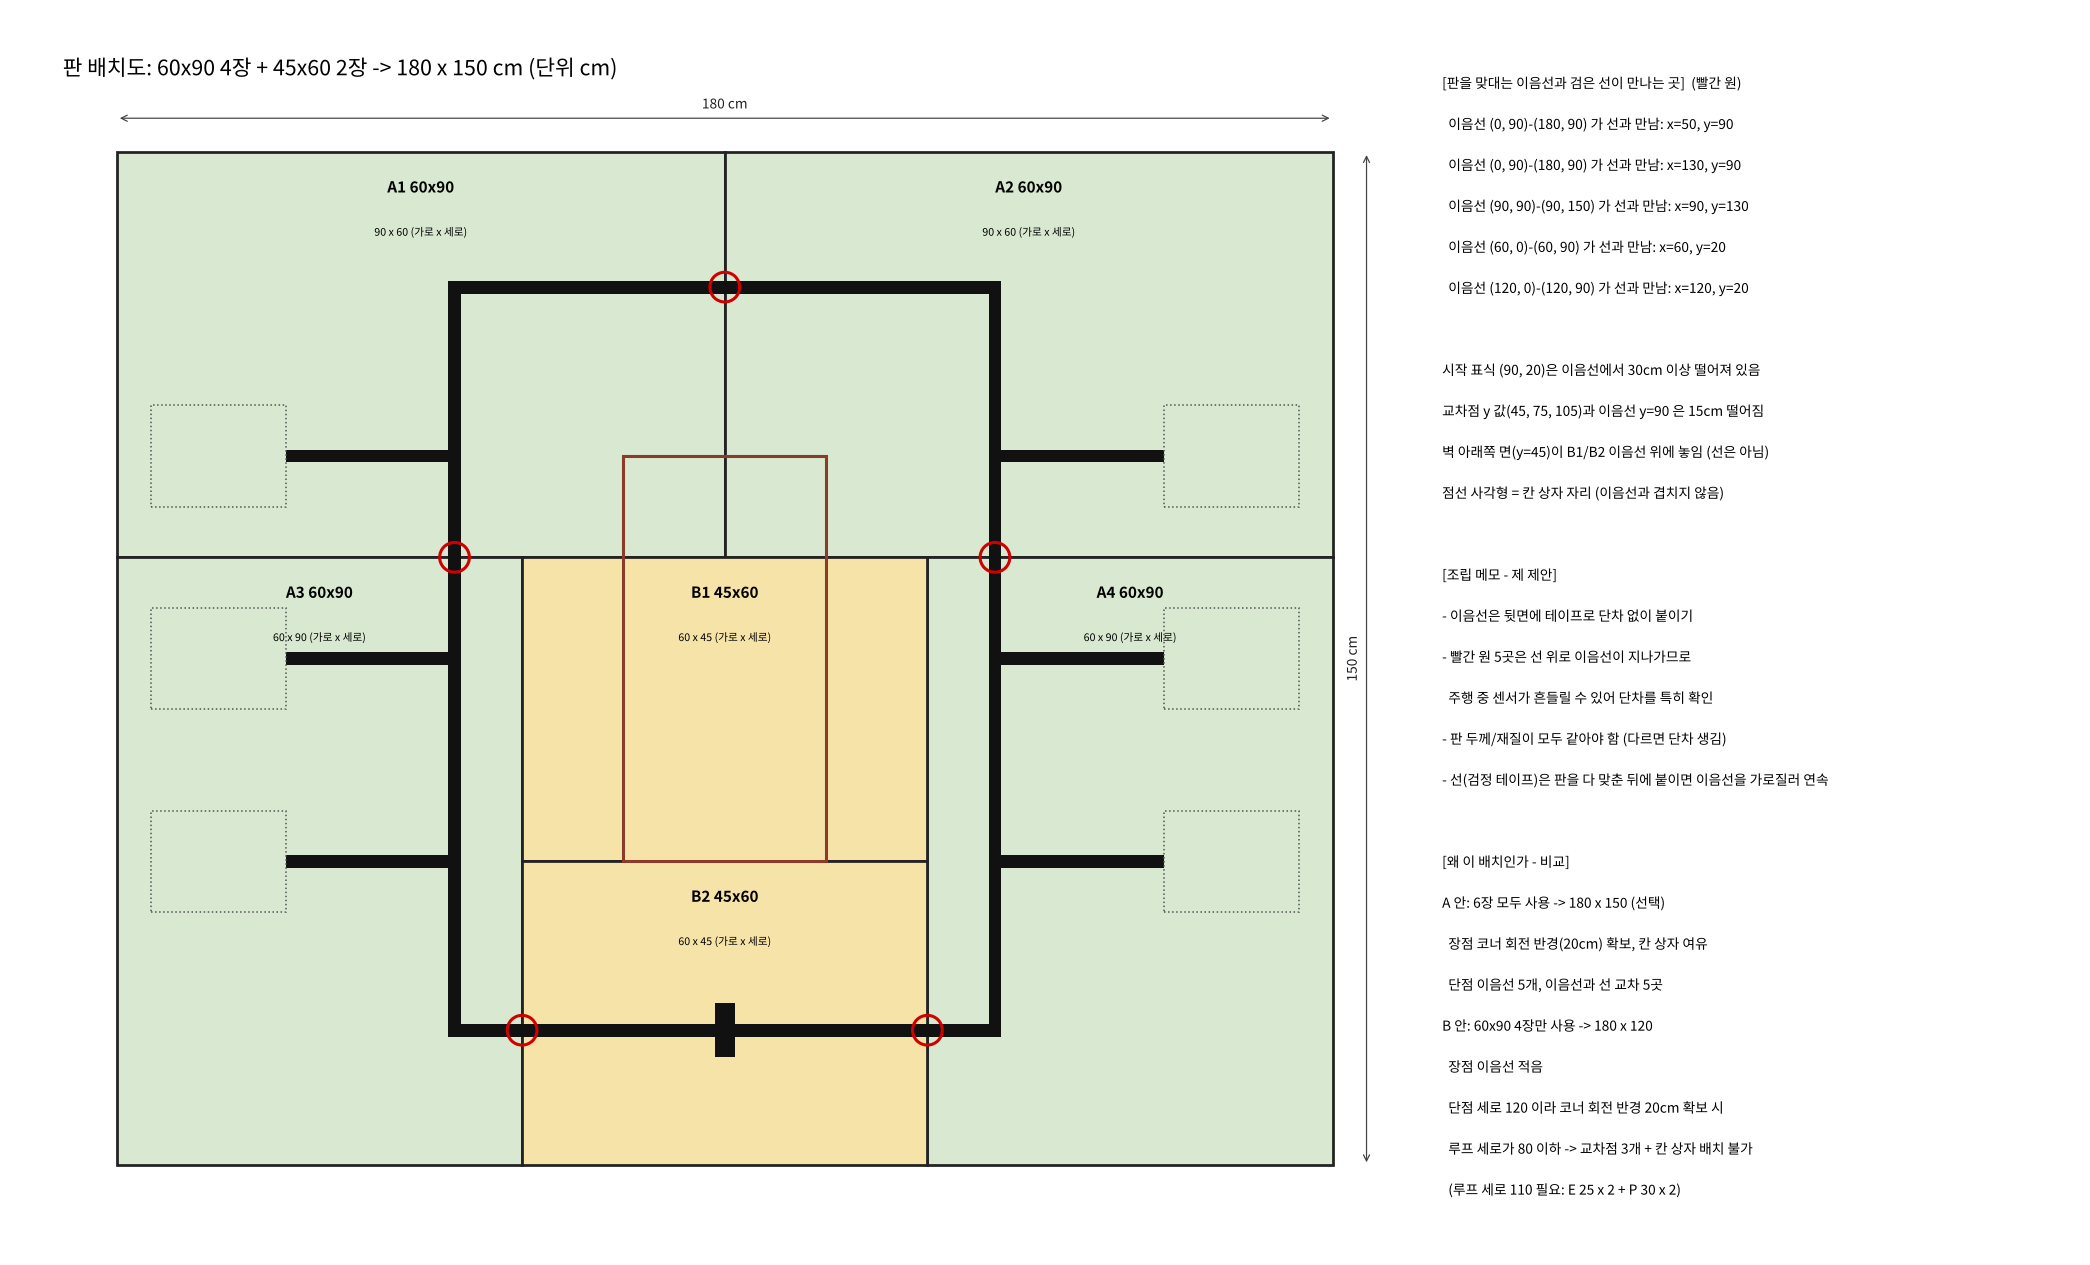 판 배치도: 60x90 4장 + 45x60 2장 -> 180 x 150 cm (단위 cm)
180 cm
A1 60x90
90 x 60 (가로 x 세로)
A2 60x90
90 x 60 (가로 x 세로)
A3 60x90
60 x 90 (가로 x 세로)
B1 45x60
60 x 45 (가로 x 세로)
A4 60x90
60 x 90 (가로 x 세로)
150 cm
B2 45x60
60 x 45 (가로 x 세로)
[판을 맞대는 이음선과 검은 선이 만나는 곳] (빨간 원)
이음선 (0, 90)-(180, 90) 가 선과 만남: x=50, y=90
이음선 (0, 90)-(180, 90) 가 선과 만남: x=130, y=90
이음선 (90, 90)-(90, 150) 가 선과 만남: x=90, y=130
이음선 (60, 0)-(60, 90) 가 선과 만남: x=60, y=20
이음선 (120, 0)-(120, 90) 가 선과 만남: x=120, y=20
시작 표식 (90, 20)은 이음선에서 30cm 이상 떨어져 있음
교차점 y 값(45, 75, 105)과 이음선 y=90 은 15cm 떨어짐
벽 아래쪽 면(y=45)이 B1/B2 이음선 위에 놓임 (선은 아님)
점선 사각형 = 칸 상자 자리 (이음선과 겹치지 않음)
[조립 메모 - 제 제안]
- 이음선은 뒷면에 테이프로 단차 없이 붙이기
- 빨간 원 5곳은 선 위로 이음선이 지나가므로
주행 중 센서가 흔들릴 수 있어 단차를 특히 확인
- 판 두께/재질이 모두 같아야 함 (다르면 단차 생김)
- 선(검정 테이프)은 판을 다 맞춘 뒤에 붙이면 이음선을 가로질러 연속
[왜 이 배치인가 - 비교]
A 안: 6장 모두 사용 -> 180 x 150 (선택)
장점 코너 회전 반경(20cm) 확보, 칸 상자 여유
단점 이음선 5개, 이음선과 선 교차 5곳
B 안: 60x90 4장만 사용 -> 180 x 120
장점 이음선 적음
단점 세로 120 이라 코너 회전 반경 20cm 확보 시
루프 세로가 80 이하 -> 교차점 3개 + 칸 상자 배치 불가
(루프 세로 110 필요: E 25 x 2 + P 30 x 2)